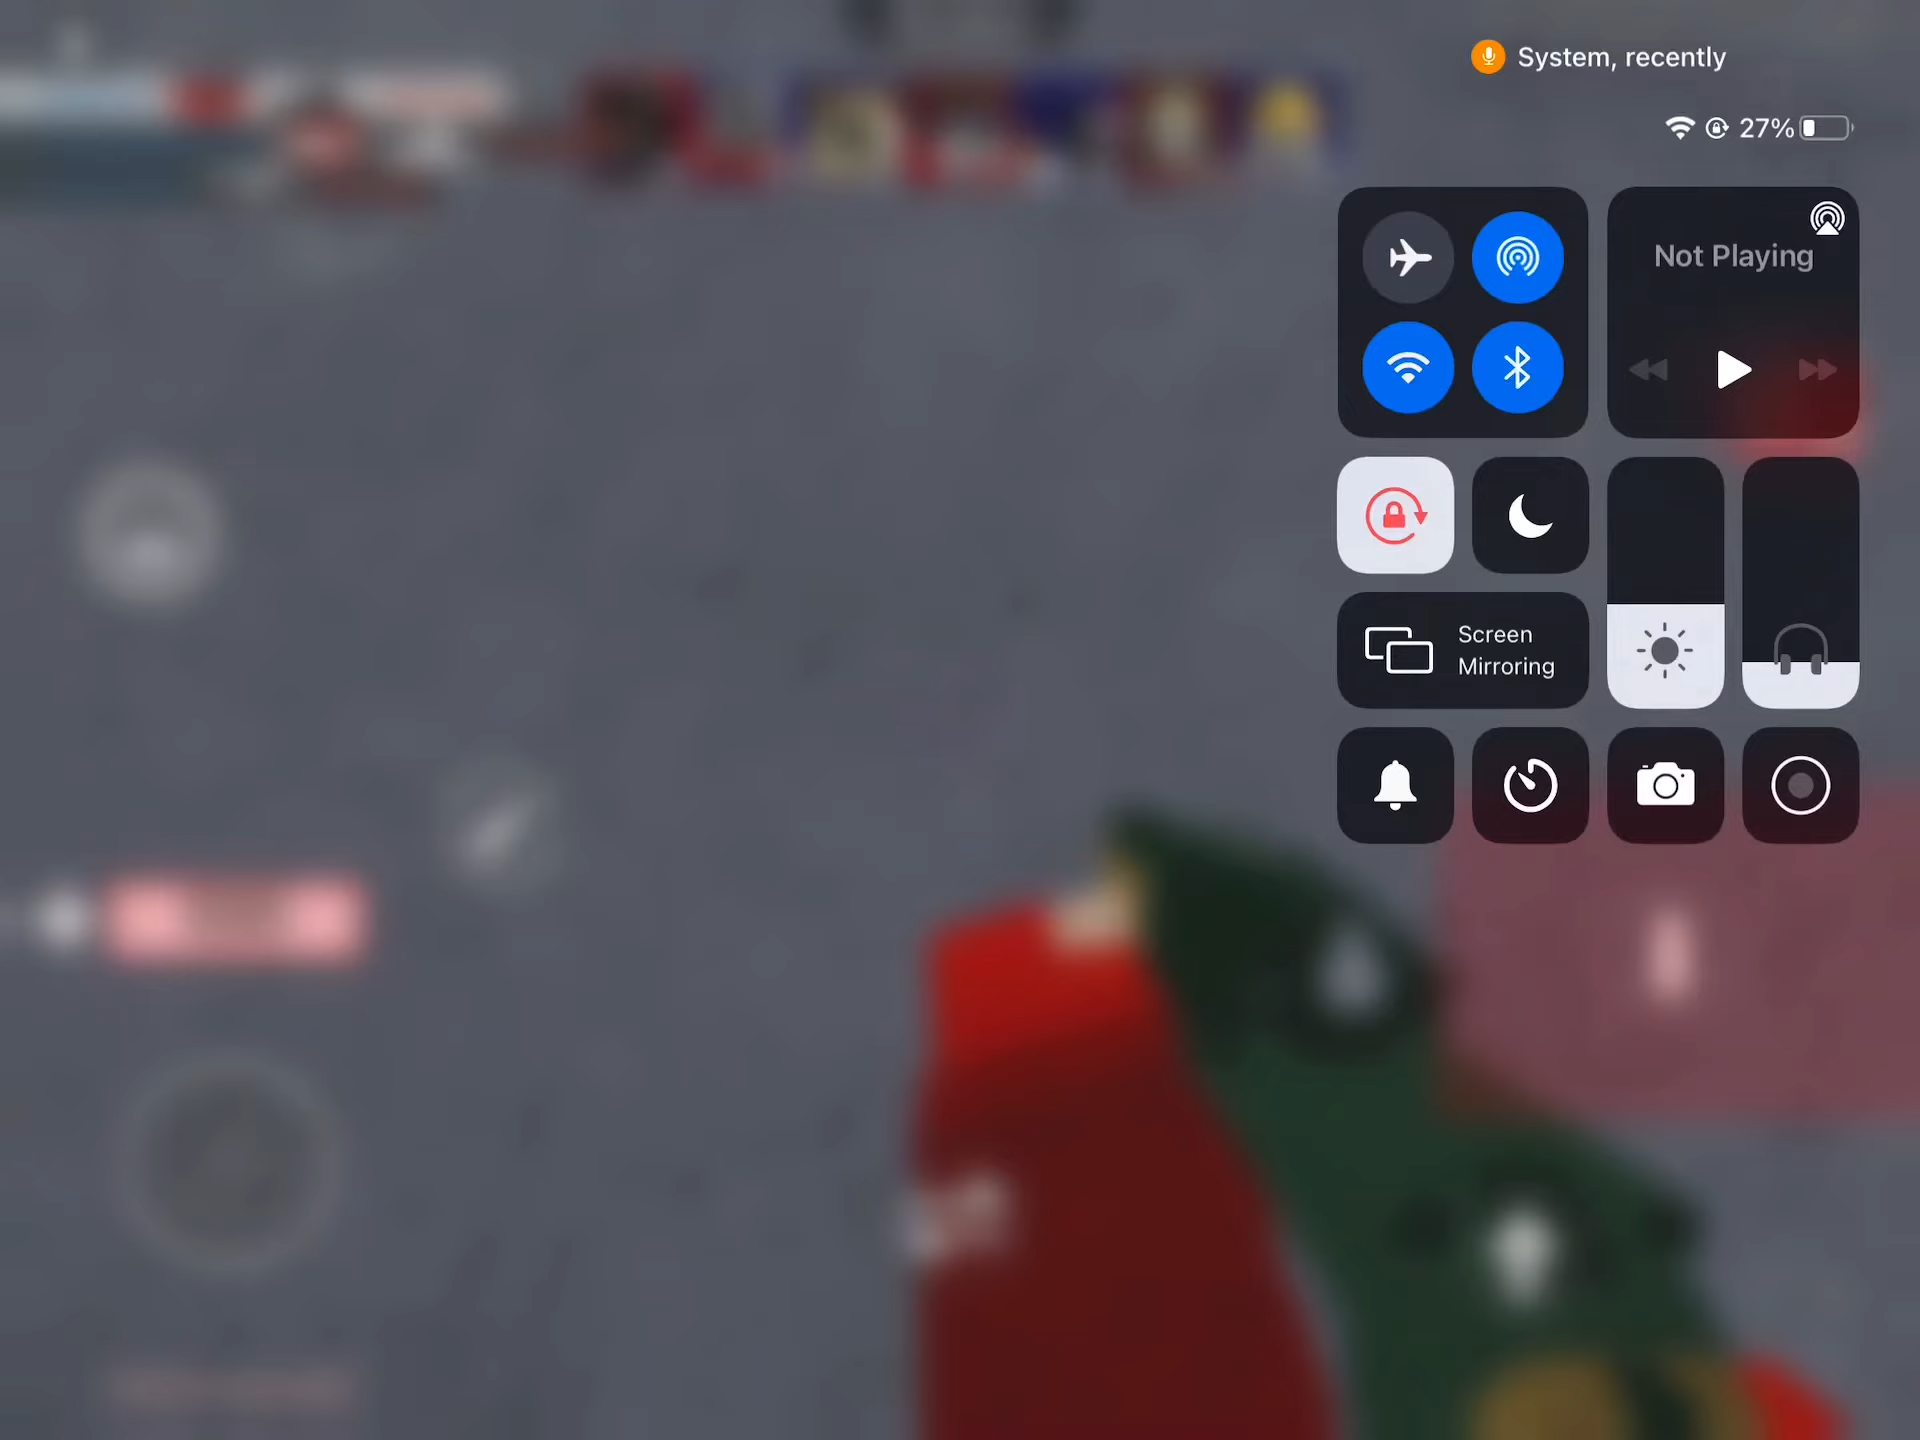 System, recently
27%
Not Playing
Screen
Mirroring